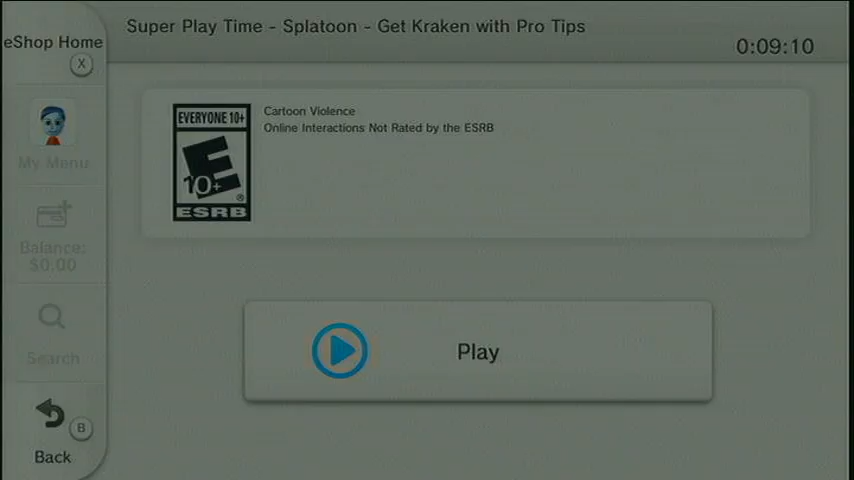 Super Play Time - Splatoon - Get Kraken with Pro Tips
0:09:10
eShop Home
X
My Menu
Balance:
$0.00
Search
B
Back
EVERYONE 10+
E
10+
®
ESRB
Cartoon Violence
Online Interactions Not Rated by the ESRB
Play